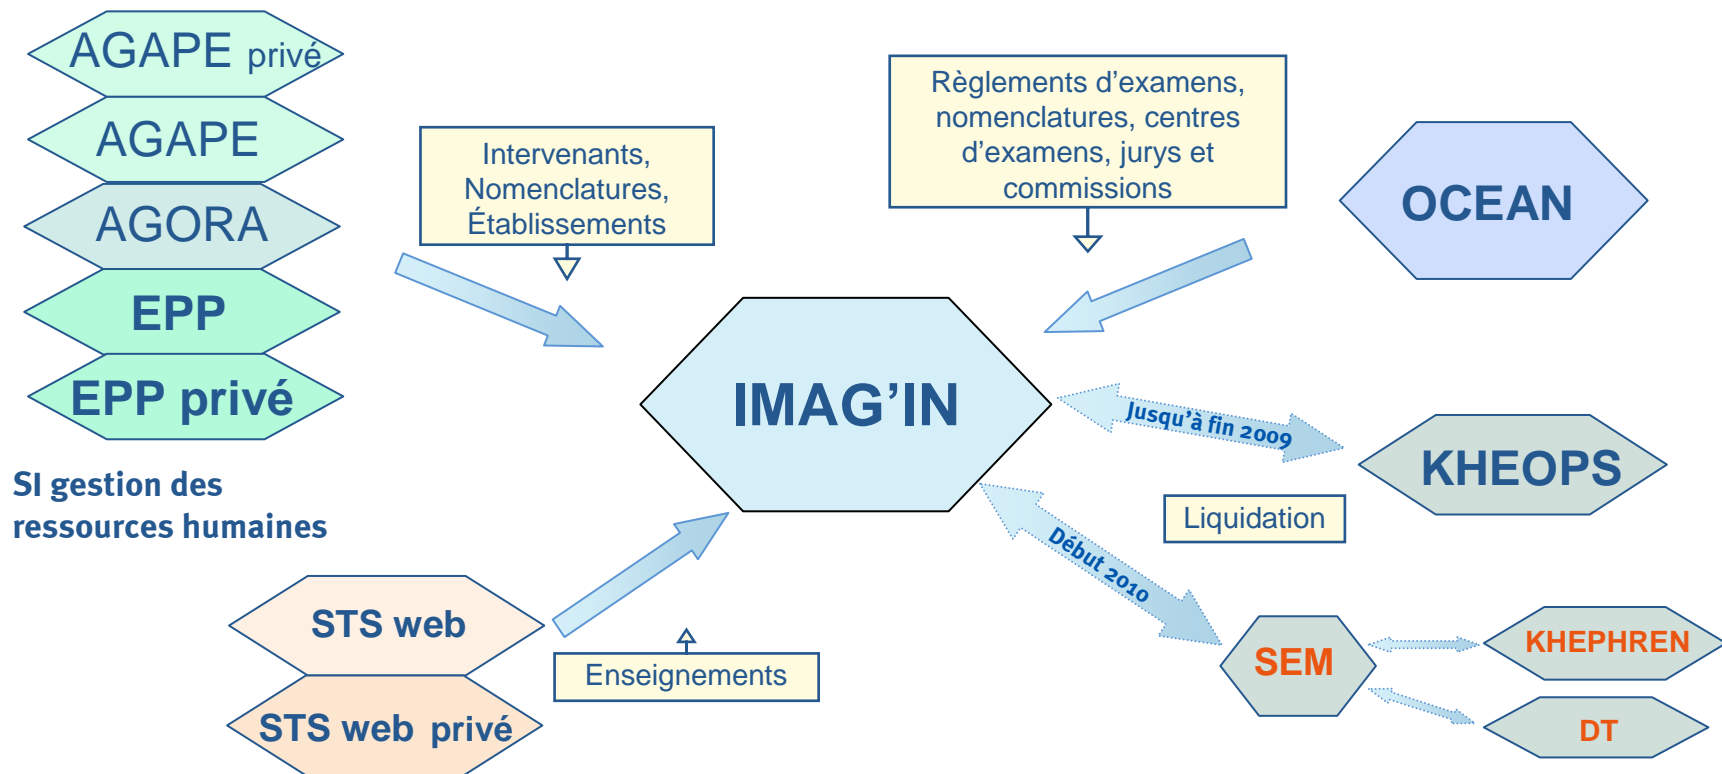 AGAPE privé
AGAPE
AGORA
EPP
EPP privé
SI gestion des
ressources humaines
Intervenants,
Nomenclatures,
Établissements
Règlements d'examens,
nomenclatures, centres
d'examens, jurys et
commissions
OCEAN
IMAG'IN
Jusqu'à fin 2009
KHEOPS
Liquidation
Début 2010
STS web
STS web privé
Enseignements
SEM
KHEPHREN
DT